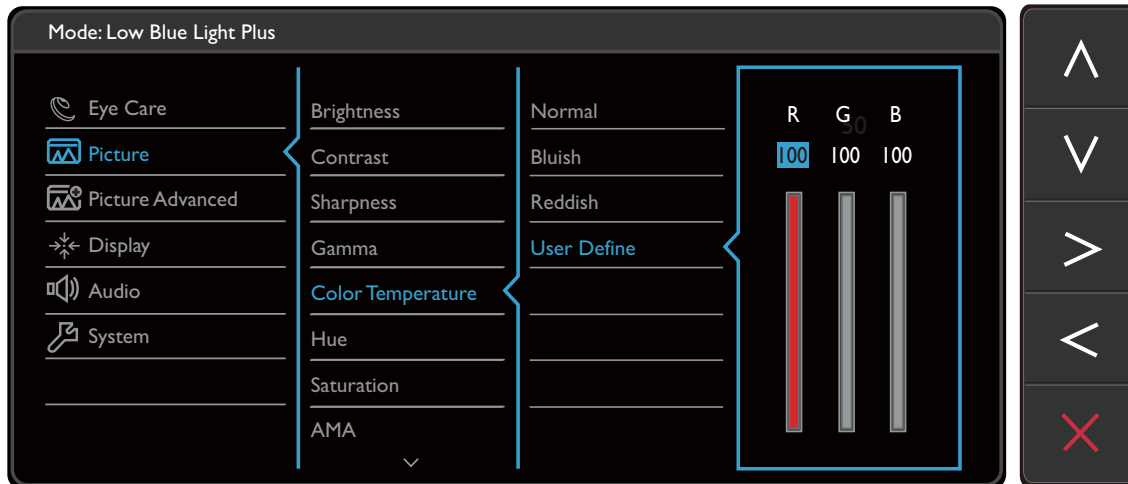 Mode: Low Blue Light Plus
Eye Care
Picture
Picture Advanced
Display
Audio
System
Brightness
Contrast
Sharpness
Gamma
Color Temperature
Hue
Saturation
AMA
Normal
Bluish
Reddish
User Define
R G B
50
100 100 100